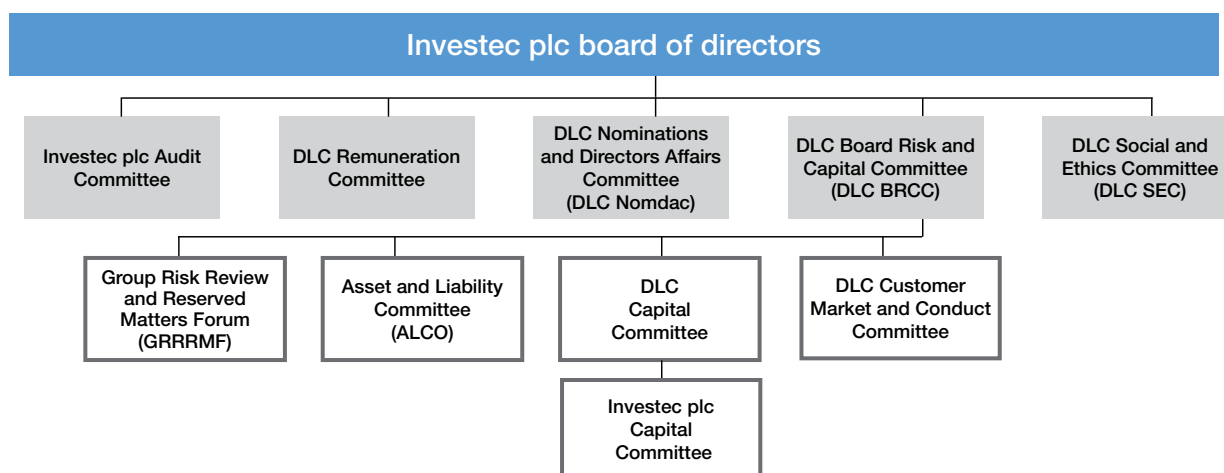 Investec plc board of directors
Investec plc Audit
Committee
DLC Remuneration
Committee
DLC Nominations
and Directors Affairs
Committee
(DLC Nomdac)
DLC Board Risk and
Capital Committee
(DLC BRCC)
DLC Social and
Ethics Committee
(DLC SEC)
Group Risk Review
and Reserved
Matters Forum
(GRRRMF)
Asset and Liability
Committee
(ALCO)
DLC
Capital
Committee
DLC Customer
Market and Conduct
Committee
Investec plc
Capital
Committee